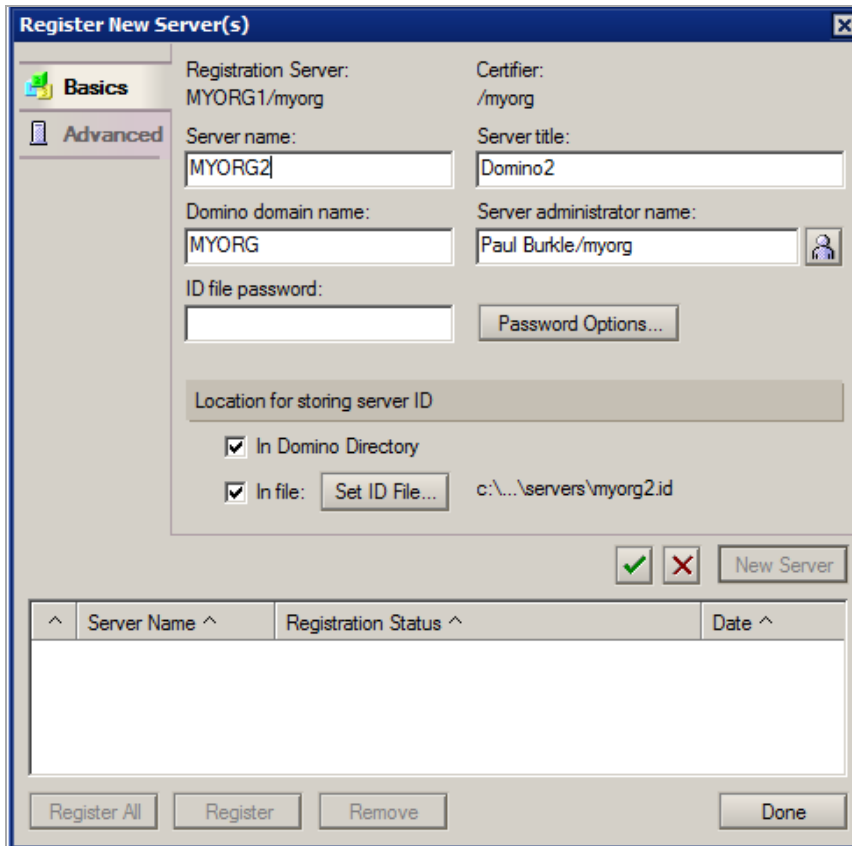 Register New Server(s)
Basics
Advanced
Registration Server:
MYORG1/myorg
Certifier:
/myorg
Server name:
MYORG2
Server title:
Domino2
Domino domain name:
MYORG
Server administrator name:
Paul Burkle/myorg
ID file password:
Password Options...
Location for storing server ID
In Domino Directory
In file:
Set ID File...
c:\...\servers\myorg2.id
New Server
Server Name
Registration Status
Date
Register All
Register
Remove
Done